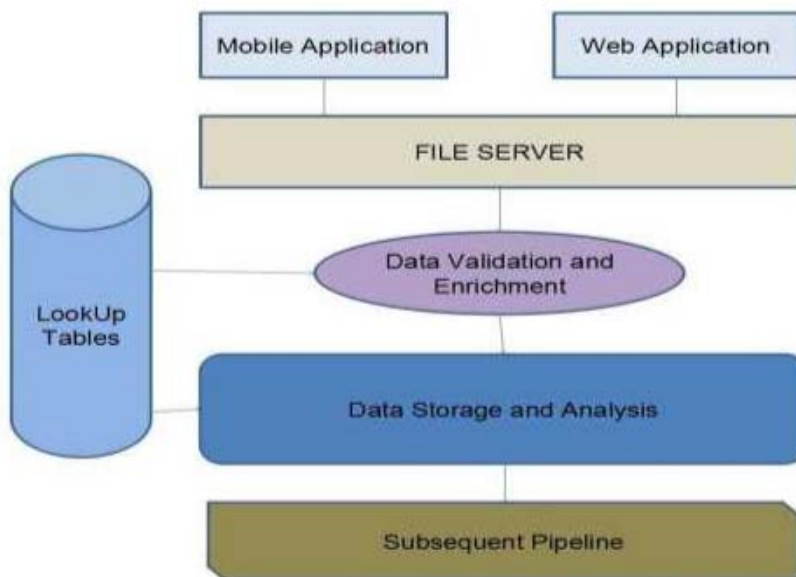 Mobile Application
Web Application
FILE SERVER
Data Validation and
Enrichment
LookUp
Tables
Data Storage and Analysis
Subsequent Pipeline